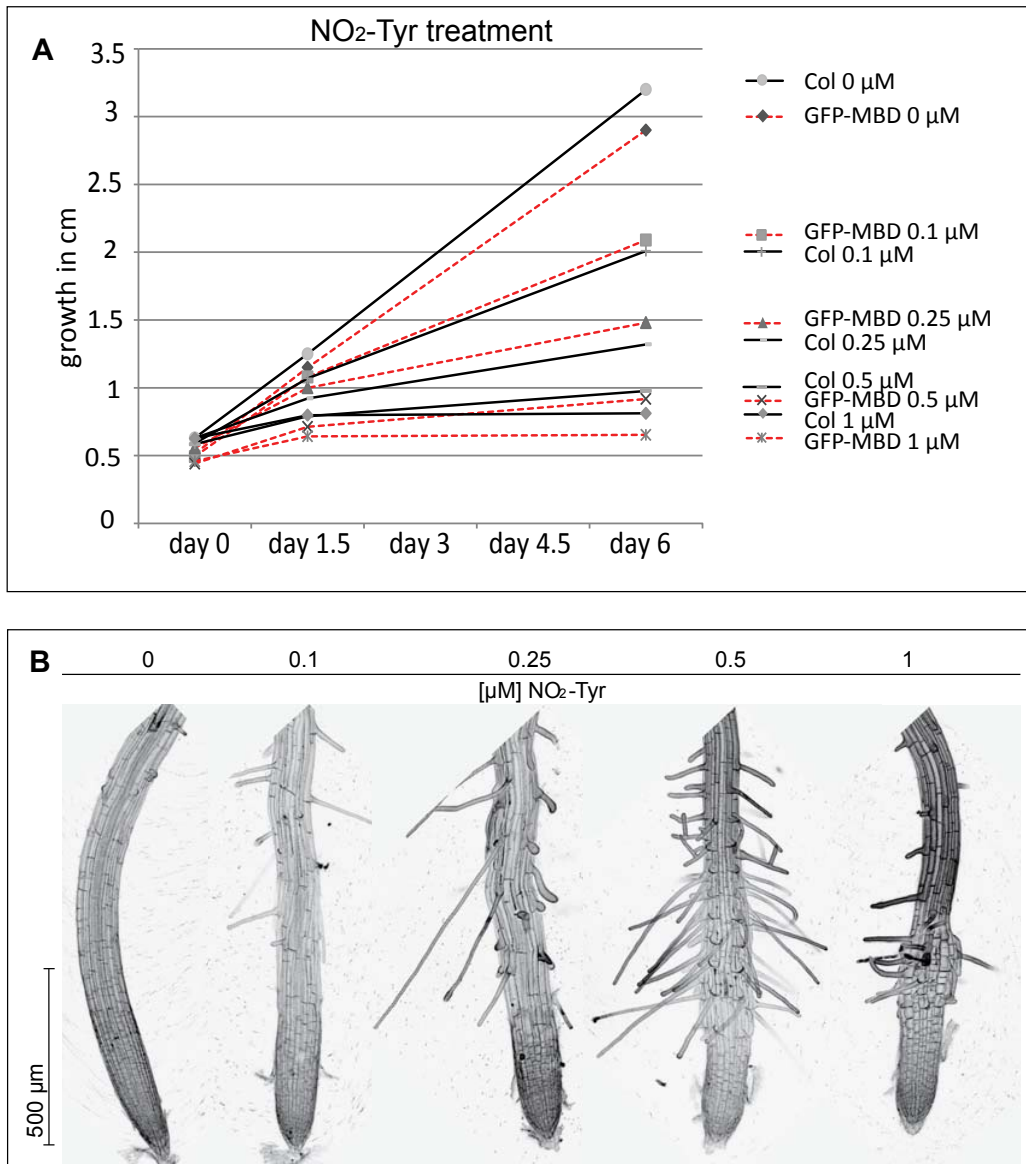 A
NO₂-Tyr treatment
growth in cm
3.5
3
2.5
2
1.5
1
0.5
0
day 0 day 1.5 day 3 day 4.5 day 6
Col 0 µM
GFP-MBD 0 µM
GFP-MBD 0.1 µM
Col 0.1 µM
GFP-MBD 0.25 µM
Col 0.25 µM
Col 0.5 µM
GFP-MBD 0.5 µM
Col 1 µM
GFP-MBD 1 µM
B
0 0.1 0.25 0.5 1
[µM] NO₂-Tyr
500 µm